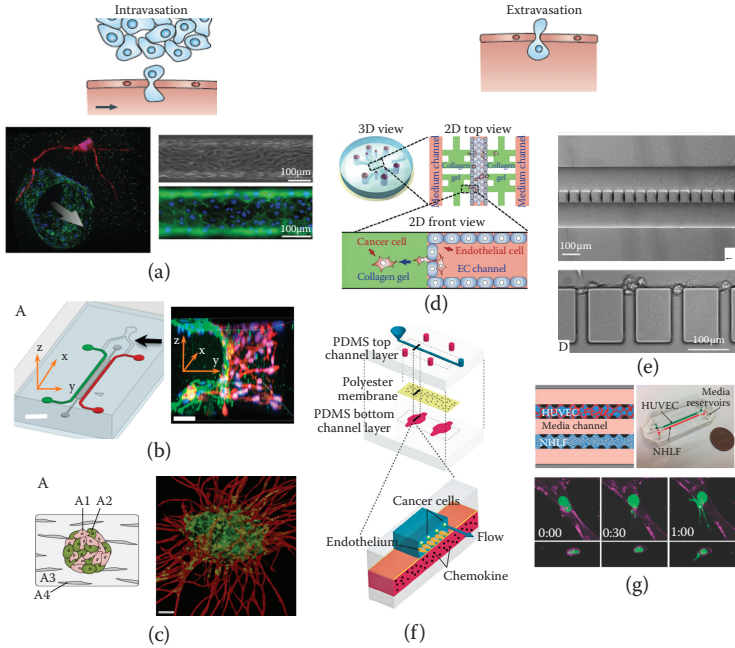 Intravasation
Extravasation
100μm
100μm
(a)
3D view
2D top view
Medium channel
Collagen
gel
Collagen
gel
Medium channel
2D front view
Cancer cell
Endothelial cell
Collagen gel
EC channel
(d)
100μm
D
100μm
(e)
A
z
x
y
z
x
y
(b)
PDMS top
channel layer
Polyester
membrane
PDMS bottom
channel layer
Cancer cells
Endothelium
Flow
Chemokine
(f)
HUVEC
Media channel
NHLF
Media
reservoirs
HUVEC
NHLF
0:00
0:30
1:00
(g)
A
A1
A2
A3
A4
(c)